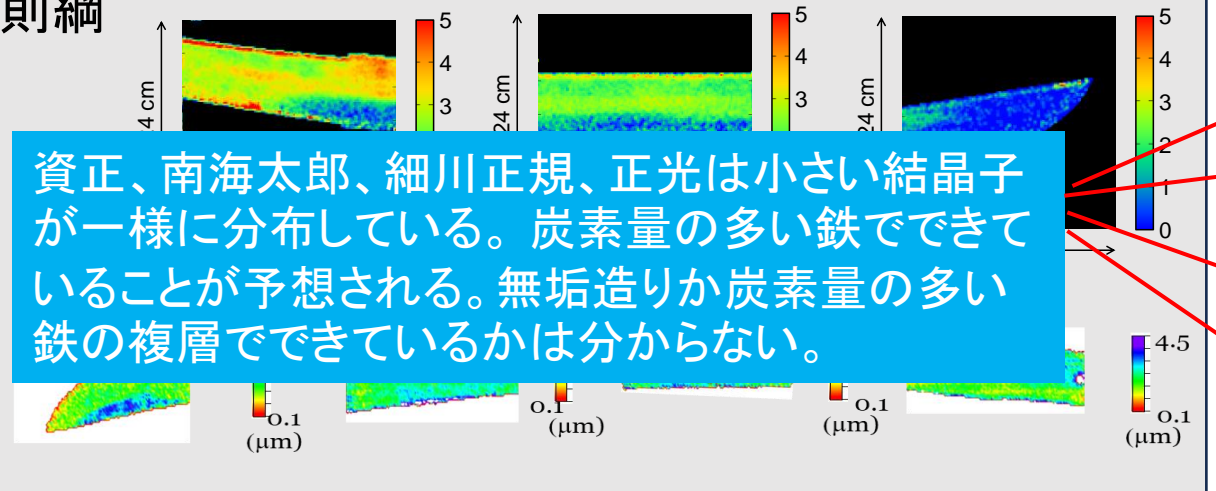 則綱
5
4
3
4 cm
5
4
3
24 cm
5
4
3
2
1
0
24 cm
資正、南海太郎、細川正規、正光は小さい結晶子
が一様に分布している。炭素量の多い鉄でできて
いることが予想される。無垢造りか炭素量の多い
鉄の複層でできているかは分からない。
0.1
(μm)
0.1
(μm)
0.1
(μm)
4.5
0.1
(μm)